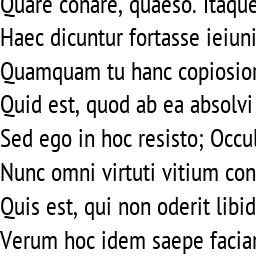 Quare conare, quaeso. Itaque
Haec dicuntur fortasse ieiuni
Quamquam tu hanc copiosior
Quid est, quod ab ea absolvi
Sed ego in hoc resisto; Occul
Nunc omni virtuti vitium con
Quis est, qui non oderit libid
Verum hoc idem saepe faciar